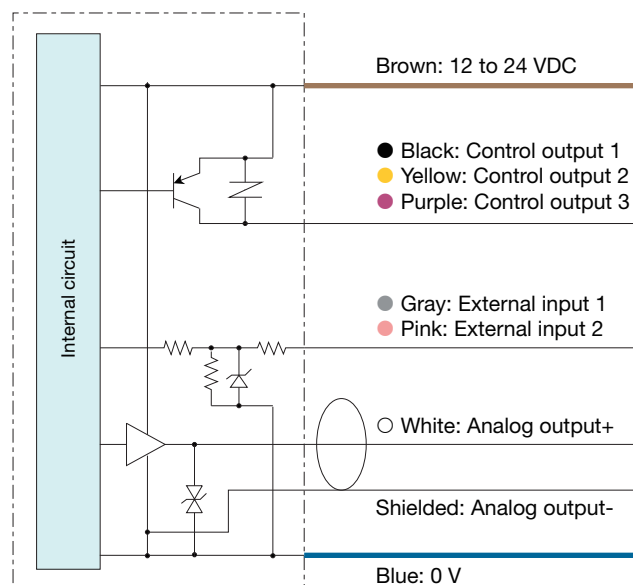 Brown: 12 to 24 VDC
Black: Control output 1
Yellow: Control output 2
Purple: Control output 3
Internal circuit
Gray: External input 1
Pink: External input 2
White: Analog output+
Shielded: Analog output-
Blue: 0 V